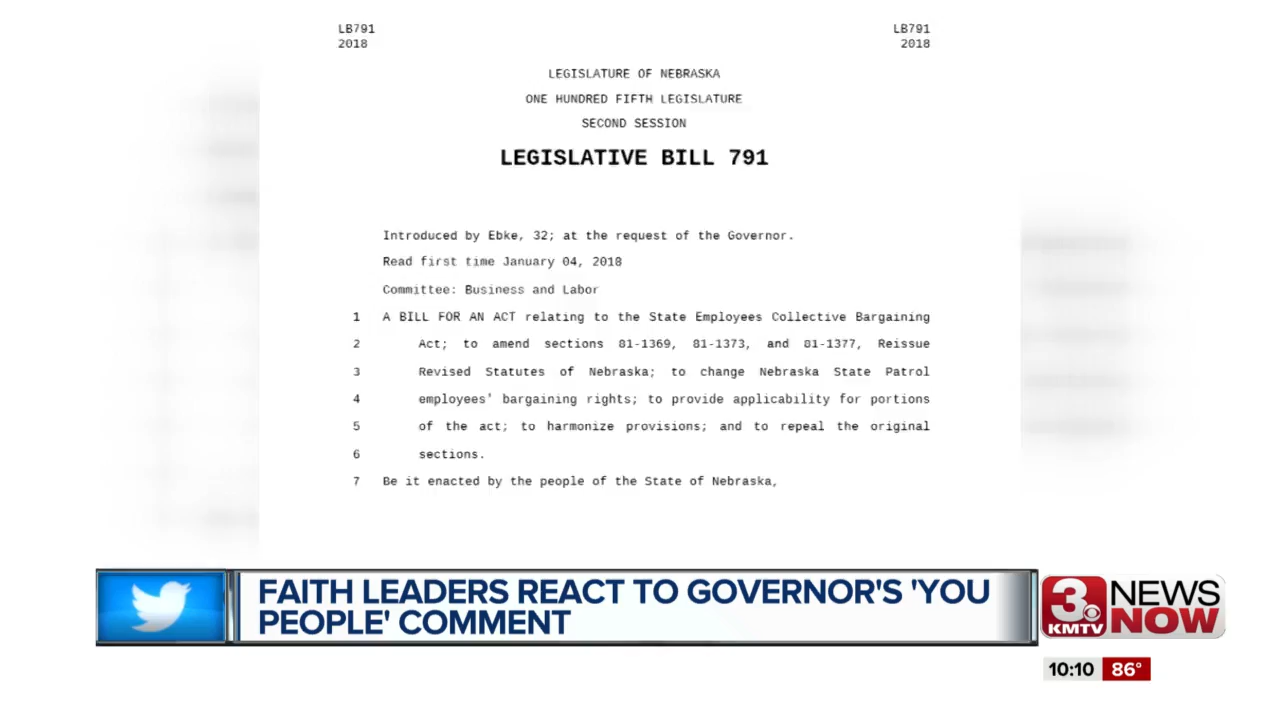 LB791 LB791
2018 2018
LEGISLATURE OF NEBRASKA
ONE HUNDRED FIFTH LEGISLATURE
SECOND SESSION
LEGISLATIVE BILL 791
Introduced by Ebke, 32; at the request of the Governor.
Read first time January 04, 2018
Committee: Business and Labor
1 A BILL FOR AN ACT relating to the State Employees Collective Bargaining
2 Act; to amend sections 81-1369, 81-1373, and 81-1377, Reissue
3 Revised Statutes of Nebraska; to change Nebraska State Patrol
4 employees' bargaining rights; to provide applicability for portions
5 of the act; to harmonize provisions; and to repeal the original
6 sections.
7 Be it enacted by the people of the State of Nebraska,
FAITH LEADERS REACT TO GOVERNOR'S 'YOU
PEOPLE' COMMENT
3 NEWS
KMTV NOW
10:10 86°